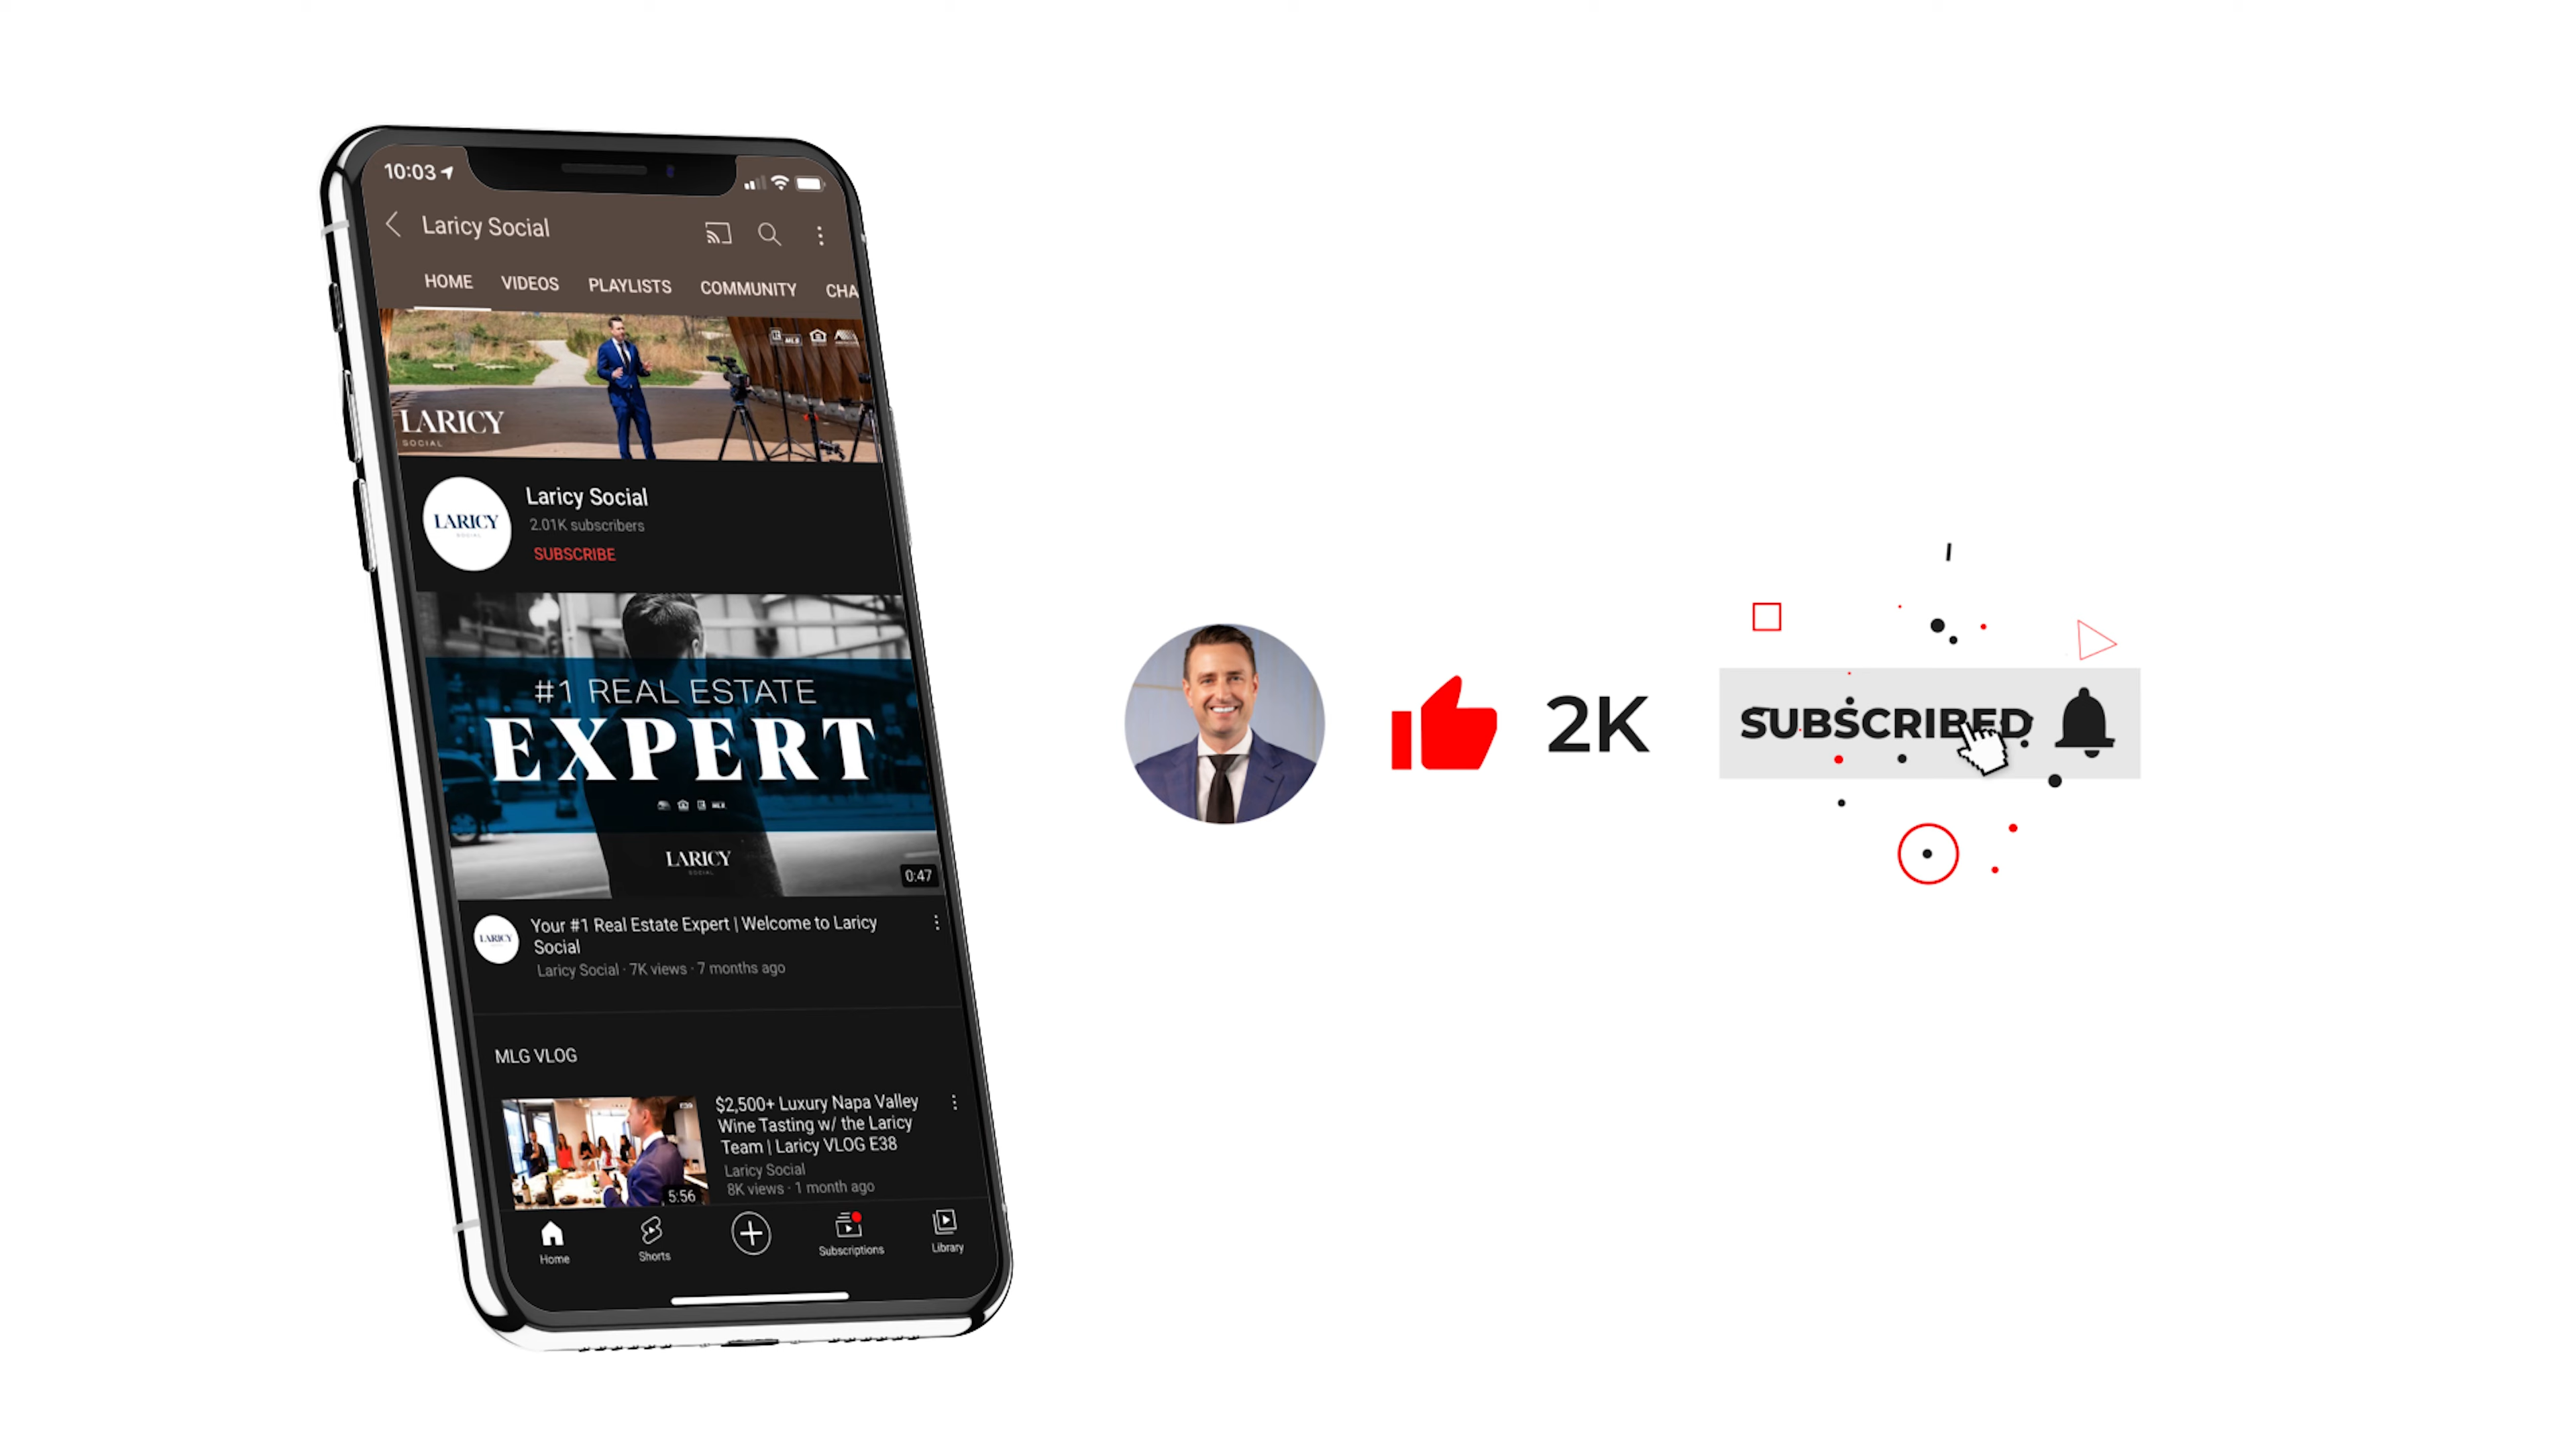 10:03
Laricy Social
HOME VIDEOS PLAYLISTS COMMUNITY CHA
LARICY
SOCIAL
LARICY
SOCIAL
Laricy Social
2.01K subscribers
SUBSCRIBE
#1 REAL ESTATE
EXPERT
LARICY
SOCIAL
0:47
LARICY
Your #1 Real Estate Expert | Welcome to Laricy
Social
Laricy Social · 7K views · 7 months ago
MLG VLOG
5:56
$2,500+ Luxury Napa Valley
Wine Tasting w/ the Laricy
Team | Laricy VLOG E38
Laricy Social
8K views · 1 month ago
Home Shorts Subscriptions Library
2K
SUBSCRIBED